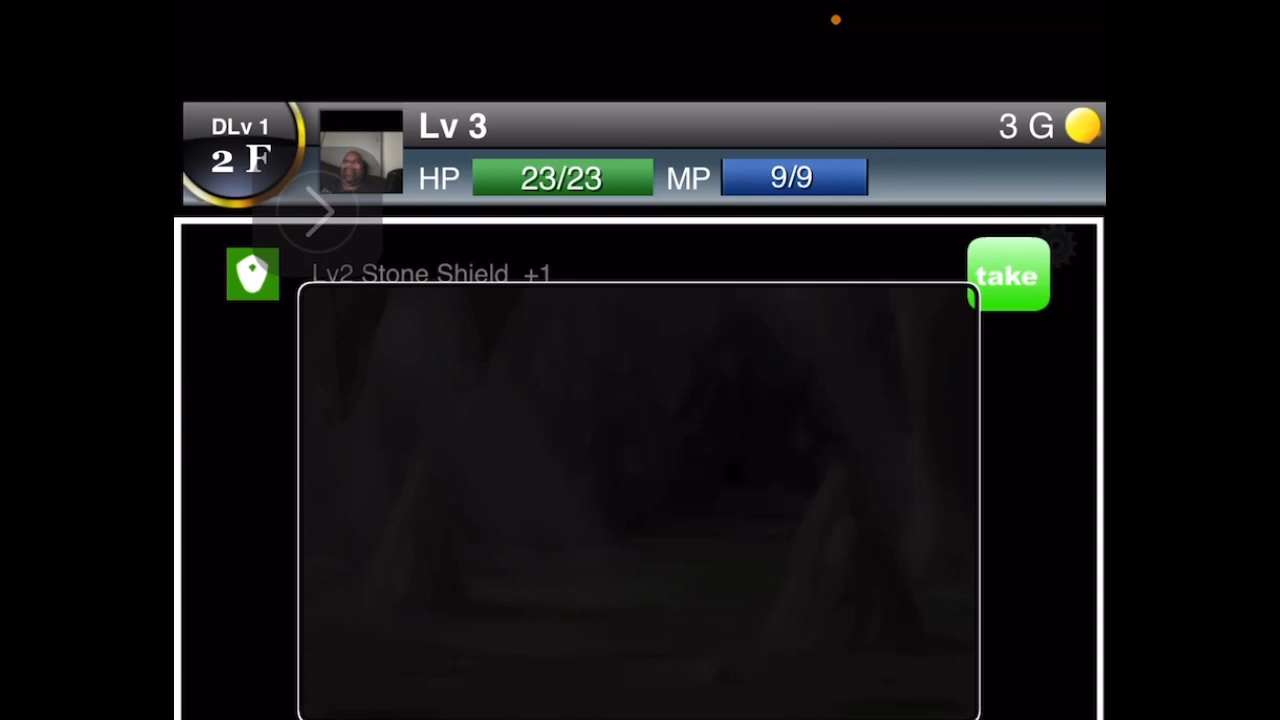 DLv 1
2 F
Lv 3
3 G
HP 23/23 MP 9/9
Lv2 Stone Shield +1
take